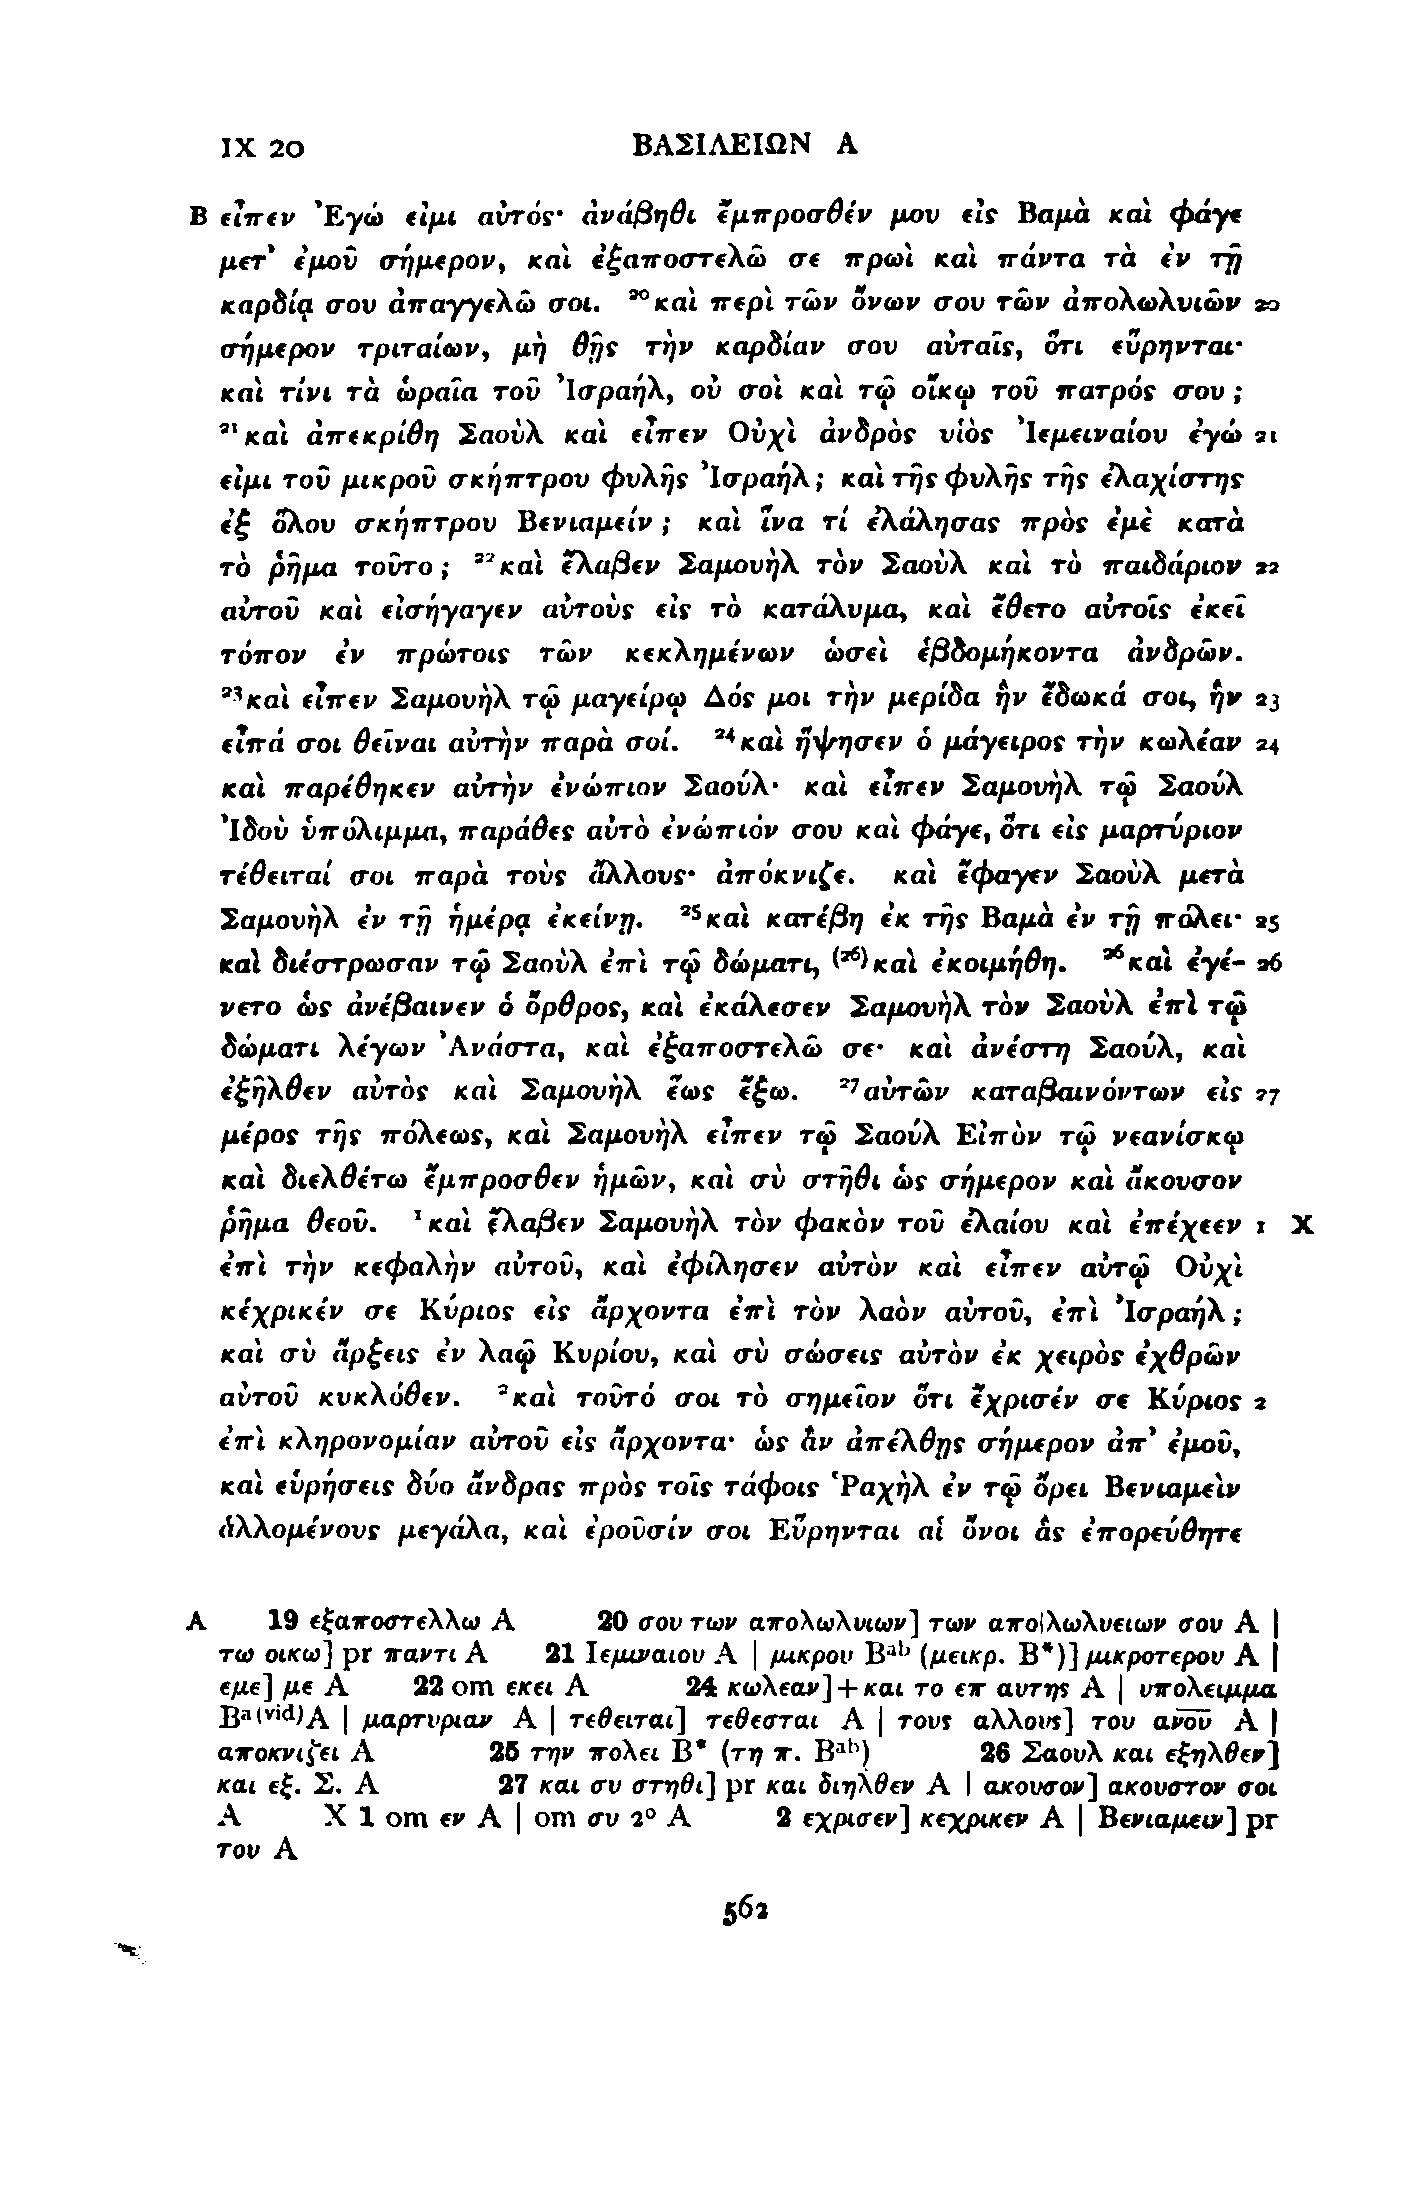 IX 20 ΒΑΣΙΛΕΙΩΝ Α
B εἶπεν Ἐγώ εἰμι αὐτός· ἀνάβηθι ἔμπροσθέν μου εἰς Βαμὰ καὶ φάγε
μετ’ ἐμοῦ σήμερον, καὶ ἐξαποστελῶ σε πρωὶ καὶ πάντα τὰ ἐν τῇ
καρδίᾳ σου ἀπαγγελῶ σοι. ²⁰καὶ περὶ τῶν ὄνων σου τῶν ἀπολωλυιῶν 20
σήμερον τριταίων, μὴ θῇς τὴν καρδίαν σου αὐταῖς, ὅτι εὕρηνται·
καὶ τίνι τὰ ὡραῖα τοῦ Ἰσραήλ, οὐ σοὶ καὶ τῷ οἴκῳ τοῦ πατρός σου;
²¹καὶ ἀπεκρίθη Σαοὺλ καὶ εἶπεν Οὐχὶ ἀνδρὸς υἱὸς Ἰεμειναίου ἐγώ 21
εἰμι τοῦ μικροῦ σκήπτρου φυλῆς Ἰσραήλ; καὶ τῆς φυλῆς τῆς ἐλαχίστης
ἐξ ὅλου σκήπτρου Βενιαμείν; καὶ ἵνα τί ἐλάλησας πρὸς ἐμὲ κατὰ
τὸ ῥῆμα τοῦτο; ²²καὶ ἔλαβεν Σαμουὴλ τὸν Σαοὺλ καὶ τὸ παιδάριον 22
αὐτοῦ καὶ εἰσήγαγεν αὐτοὺς εἰς τὸ κατάλυμα, καὶ ἔθετο αὐτοῖς ἐκεῖ
τόπον ἐν πρώτοις τῶν κεκλημένων ὡσεὶ ἑβδομήκοντα ἀνδρῶν.
²³καὶ εἶπεν Σαμουὴλ τῷ μαγείρῳ Δός μοι τὴν μερίδα ἣν ἔδωκά σοι, ἣν 23
εἶπά σοι θεῖναι αὐτὴν παρὰ σοί. ²⁴καὶ ἥψησεν ὁ μάγειρος τὴν κωλέαν 24
καὶ παρέθηκεν αὐτὴν ἐνώπιον Σαούλ· καὶ εἶπεν Σαμουὴλ τῷ Σαούλ
Ἰδοὺ ὑπόλιμμα, παράθες αὐτὸ ἐνώπιόν σου καὶ φάγε, ὅτι εἰς μαρτύριον
τέθειταί σοι παρὰ τοὺς ἄλλους· ἀπόκνιζε. καὶ ἔφαγεν Σαοὺλ μετὰ
Σαμουὴλ ἐν τῇ ἡμέρᾳ ἐκείνῃ. ²⁵καὶ κατέβη ἐκ τῆς Βαμὰ ἐν τῇ πόλει· 25
καὶ διέστρωσαν τῷ Σαοὺλ ἐπὶ τῷ δώματι, ⁽²⁶⁾καὶ ἐκοιμήθη. ²⁶καὶ ἐγέ- 26
νετο ὡς ἀνέβαινεν ὁ ὄρθρος, καὶ ἐκάλεσεν Σαμουὴλ τὸν Σαοὺλ ἐπὶ τῷ
δώματι λέγων Ἀνάστα, καὶ ἐξαποστελῶ σε· καὶ ἀνέστη Σαούλ, καὶ
ἐξῆλθεν αὐτὸς καὶ Σαμουὴλ ἕως ἔξω. ²⁷αὐτῶν καταβαινόντων εἰς 27
μέρος τῆς πόλεως, καὶ Σαμουὴλ εἶπεν τῷ Σαούλ Εἰπὸν τῷ νεανίσκῳ
καὶ διελθέτω ἔμπροσθεν ἡμῶν, καὶ σὺ στῆθι ὡς σήμερον καὶ ἄκουσον
ῥῆμα θεοῦ. ¹καὶ ἔλαβεν Σαμουὴλ τὸν φακὸν τοῦ ἐλαίου καὶ ἐπέχεεν 1 X
ἐπὶ τὴν κεφαλὴν αὐτοῦ, καὶ ἐφίλησεν αὐτὸν καὶ εἶπεν αὐτῷ Οὐχὶ
κέχρικέν σε Κύριος εἰς ἄρχοντα ἐπὶ τὸν λαὸν αὐτοῦ, ἐπὶ Ἰσραήλ;
καὶ σὺ ἄρξεις ἐν λαῷ Κυρίου, καὶ σὺ σώσεις αὐτὸν ἐκ χειρὸς ἐχθρῶν
αὐτοῦ κυκλόθεν. ²καὶ τοῦτό σοι τὸ σημεῖον ὅτι ἔχρισέν σε Κύριος 2
ἐπὶ κληρονομίαν αὐτοῦ εἰς ἄρχοντα· ὡς ἂν ἀπέλθῃς σήμερον ἀπ’ ἐμοῦ,
καὶ εὑρήσεις δύο ἄνδρας πρὸς τοῖς τάφοις Ῥαχὴλ ἐν τῷ ὄρει Βενιαμεὶν
ἁλλομένους μεγάλα, καὶ ἐροῦσίν σοι Εὕρηνται αἱ ὄνοι ἃς ἐπορεύθητε
A 19 εξαποστελλω A 20 σου των απολωλυιων] των απο|λωλυειων σου A |
τω οικω] pr παντι A 21 Ιεμιναιου A | μικρου Bᵃᵇ (μεικρ. B*)] μικροτερου A |
εμε] με A 22 om εκει A 24 κωλεαν]+και το επ αυτης A | υπολειμμα
Bᵃ⁽ᵛⁱᵈ⁾A | μαρτυριαν A | τεθειται] τεθεσται A | τους αλλους] του α̅ν̅ο̅υ̅ A |
αποκνιζει A 25 την πολει B* (τη π. Bᵃᵇ) 26 Σαουλ και εξηλθεν]
και εξ. Σ. A 27 και συ στηθι] pr και διηλθεν A | ακουσον] ακουστον σοι
A X 1 om εν A | om συ 2° A 2 εχρισεν] κεχρικεν A | Βενιαμειν] pr
τον A
562